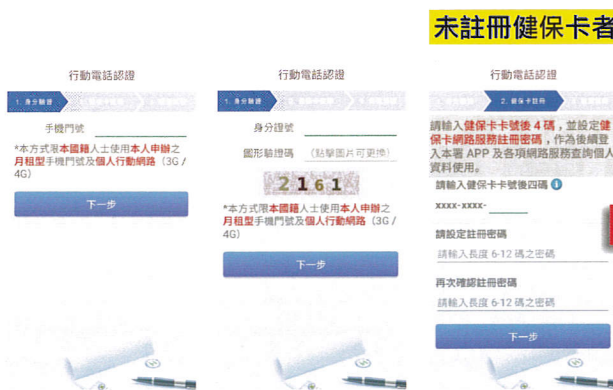 未註冊健保卡者
行動電話認證
1. 身分驗證
手機門號
*本方式限本國籍人士使用本人申辦之
月租型手機門號及個人行動網路（3G /
4G）
下一步
行動電話認證
1. 身分驗證
身分證號
圖形驗證碼 （點擊圖片可更換）
2161
*本方式限本國籍人士使用本人申辦之
月租型手機門號及個人行動網路（3G /
4G）
下一步
行動電話認證
2. 健保卡註冊
請輸入健保卡卡號後 4 碼，並設定健
保卡網路服務註冊密碼，作為後續登
入本署 APP 及各項網路服務查詢個人
資料使用。
請輸入健保卡卡號後四碼
XXXX-XXXX-
請設定註冊密碼
請輸入長度 6-12 碼之密碼
再次確認註冊密碼
請輸入長度 6-12 碼之密碼
下一步